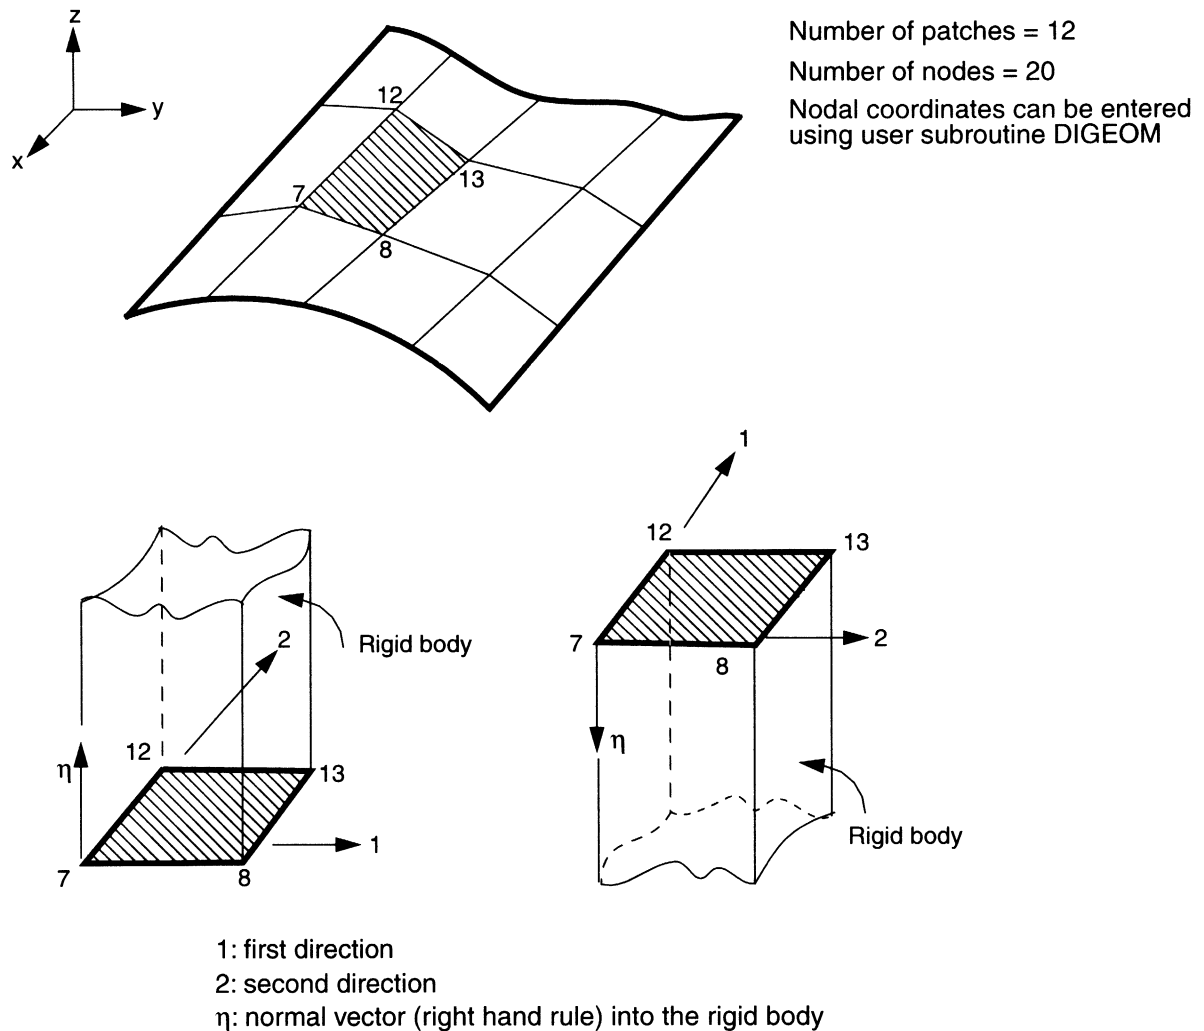 z
y
x
Number of patches = 12
Number of nodes = 20
Nodal coordinates can be entered
using user subroutine DIGEOM
12
13
7
8
1
12
13
7
8
2
η
Rigid body
2
Rigid body
12
η
13
1
7
8
1: first direction
2: second direction
η: normal vector (right hand rule) into the rigid body